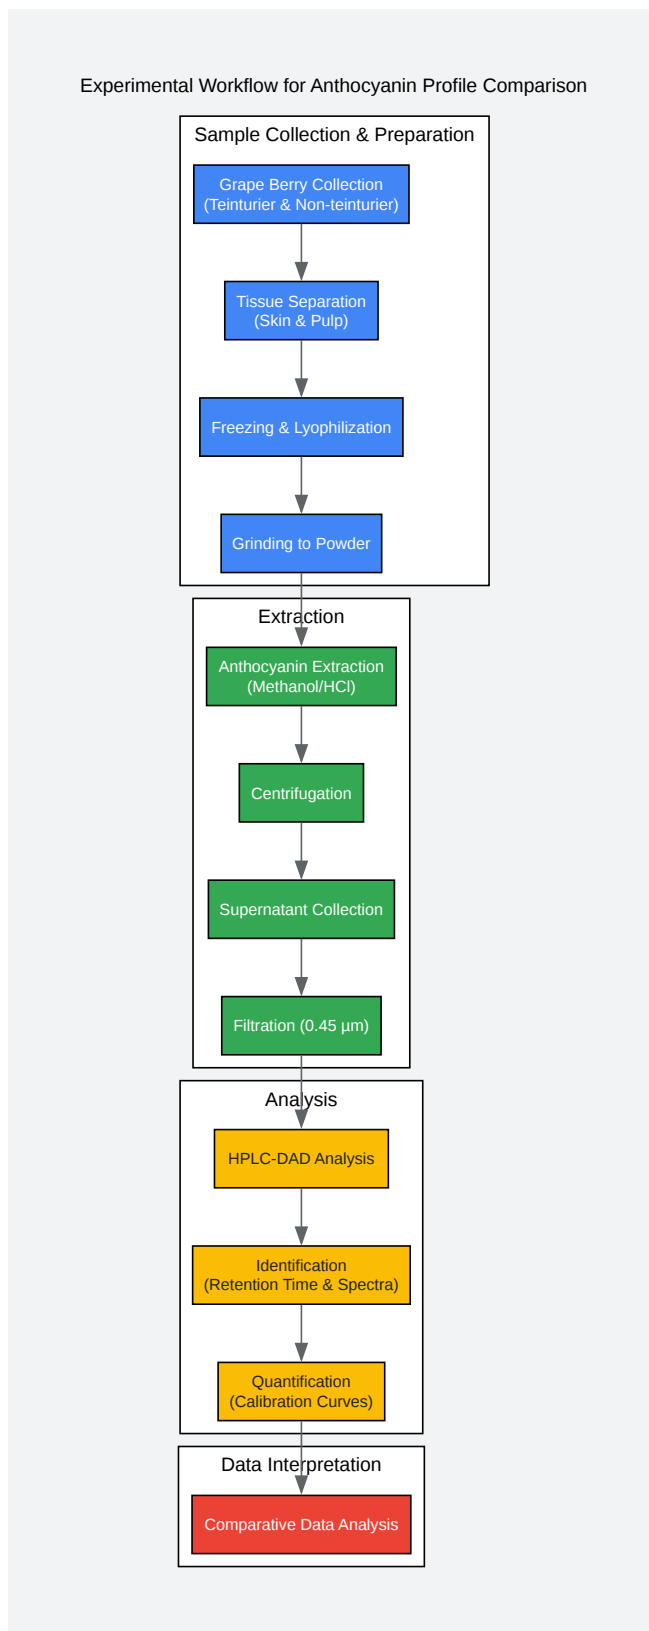 Experimental Workflow for Anthocyanin Profile Comparison
Sample Collection & Preparation
Grape Berry Collection
(Teinturier & Non-teinturier)
Tissue Separation
(Skin & Pulp)
Freezing & Lyophilization
Grinding to Powder
Extraction
Anthocyanin Extraction
(Methanol/HCl)
Centrifugation
Supernatant Collection
Filtration (0.45 µm)
Analysis
HPLC-DAD Analysis
Identification
(Retention Time & Spectra)
Quantification
(Calibration Curves)
Data Interpretation
Comparative Data Analysis